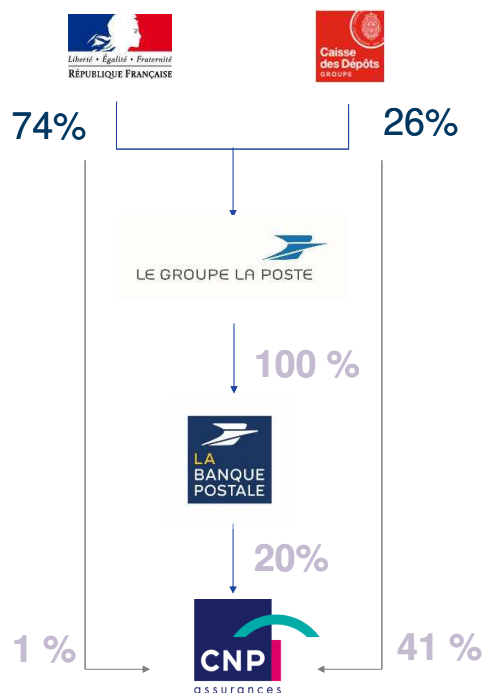 Liberté • Égalité • Fraternité
RÉPUBLIQUE FRANÇAISE
Caisse
des Dépôts
GROUPE
74%
26%
LE GROUPE LA POSTE
100 %
LA
BANQUE
POSTALE
20%
1 %
41 %
CNP
assurances